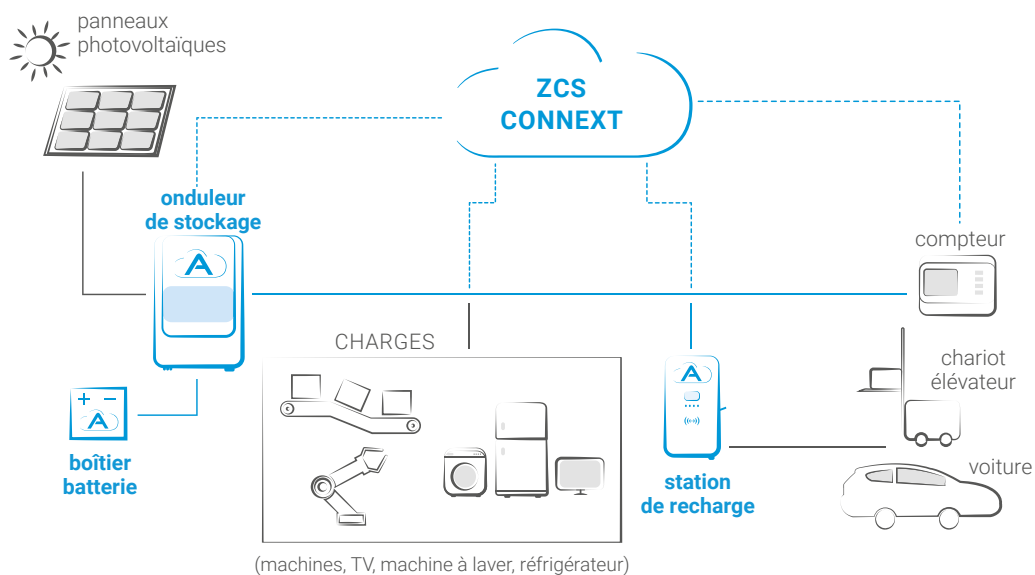 panneaux
photovoltaïques
ZCS
CONNEXT
onduleur
de stockage
A
compteur
CHARGES
chariot
élévateur
A
+ −
A
boîtier
batterie
station
de recharge
voiture
(machines, TV, machine à laver, réfrigérateur)